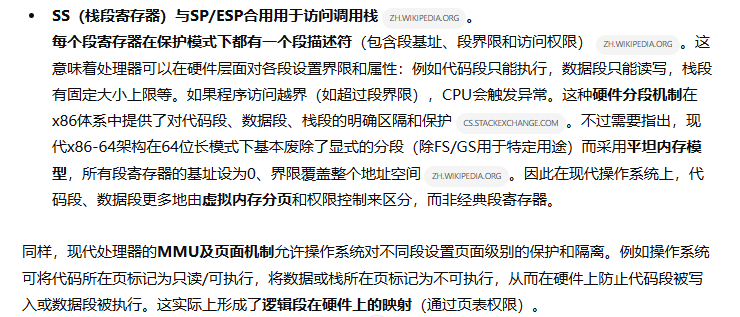 • SS（栈段寄存器）与SP/ESP合用用于访问调用栈 ZH.WIKIPEDIA.ORG 。
每个段寄存器在保护模式下都有一个段描述符（包含段基址、段界限和访问权限） ZH.WIKIPEDIA.ORG 。这
意味着处理器可以在硬件层面对各段设置界限和属性：例如代码段只能执行，数据段只能读写，栈段
有固定大小上限等。如果程序访问越界（如超过段界限），CPU会触发异常。这种硬件分段机制在
x86体系中提供了对代码段、数据段、栈段的明确区隔和保护 CS.STACKEXCHANGE.COM 。不过需要指出，现
代x86-64架构在64位长模式下基本废除了显式的分段（除FS/GS用于特定用途）而采用平坦内存模
型，所有段寄存器的基址设为0、界限覆盖整个地址空间 ZH.WIKIPEDIA.ORG 。因此在现代操作系统上，代
码段、数据段更多地由虚拟内存分页和权限控制来区分，而非经典段寄存器。
同样，现代处理器的MMU及页面机制允许操作系统对不同段设置页面级别的保护和隔离。例如操作系统
可将代码所在页标记为只读/可执行，将数据或栈所在页标记为不可执行，从而在硬件上防止代码段被写
入或数据段被执行。这实际上形成了逻辑段在硬件上的映射（通过页表权限）。